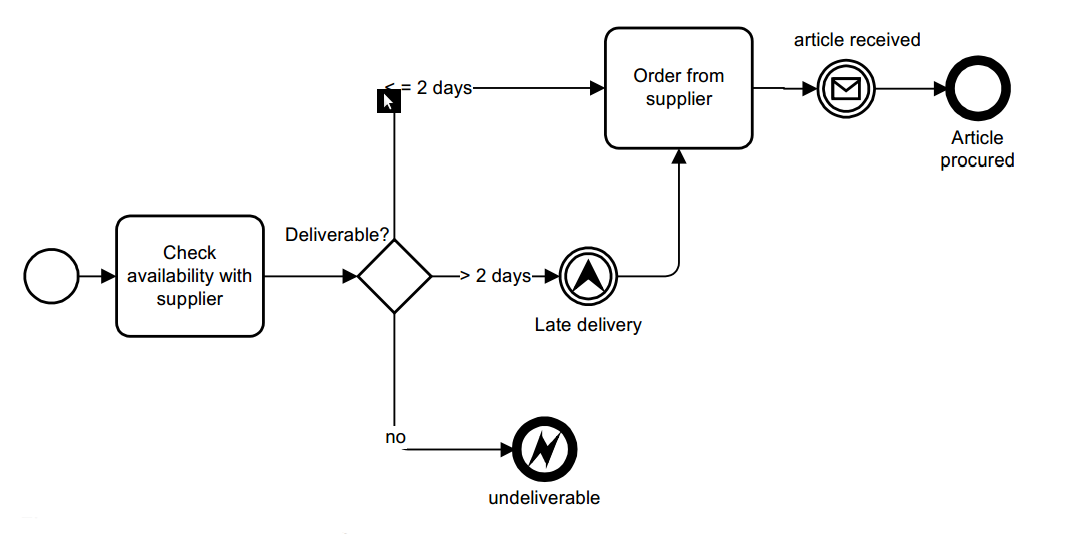 article received
< = 2 days
Order from
supplier
Article
procured
Deliverable?
Check
availability with
supplier
> 2 days
Late delivery
no
undeliverable